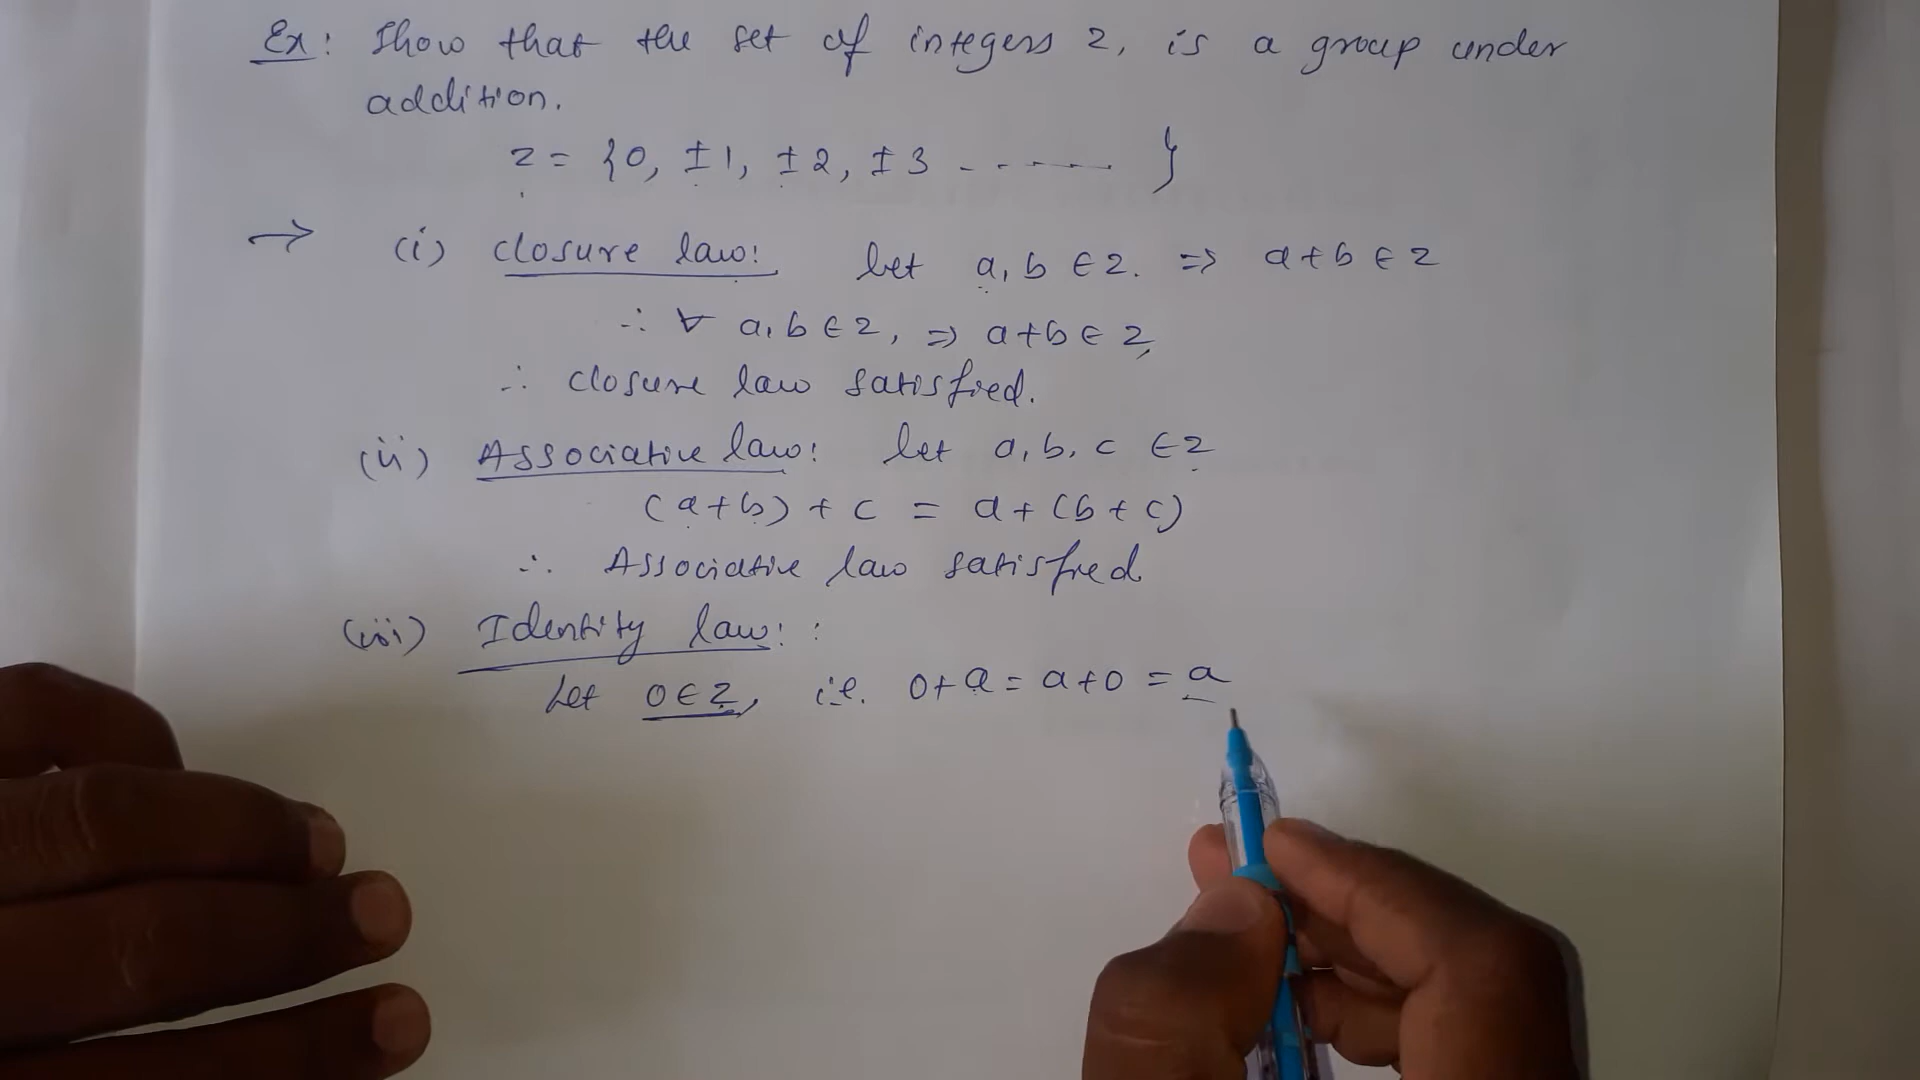 Ex: Show that the set of integers Z, is a group under
addition.
Z = {0, ±1, ±2, ±3 - - - - - }
→ (i) closure law: let a, b ∈ Z. ⇒ a+b ∈ Z
∴ ∀ a, b ∈ Z, ⇒ a+b ∈ Z,
∴ closure law satisfied.
(ii) Associative law: let a, b, c ∈ Z
(a+b) + c = a + (b+c)
∴ Associative law satisfied
(iii) Identity law: :
Let 0 ∈ Z, i.e. 0+a = a+0 = a